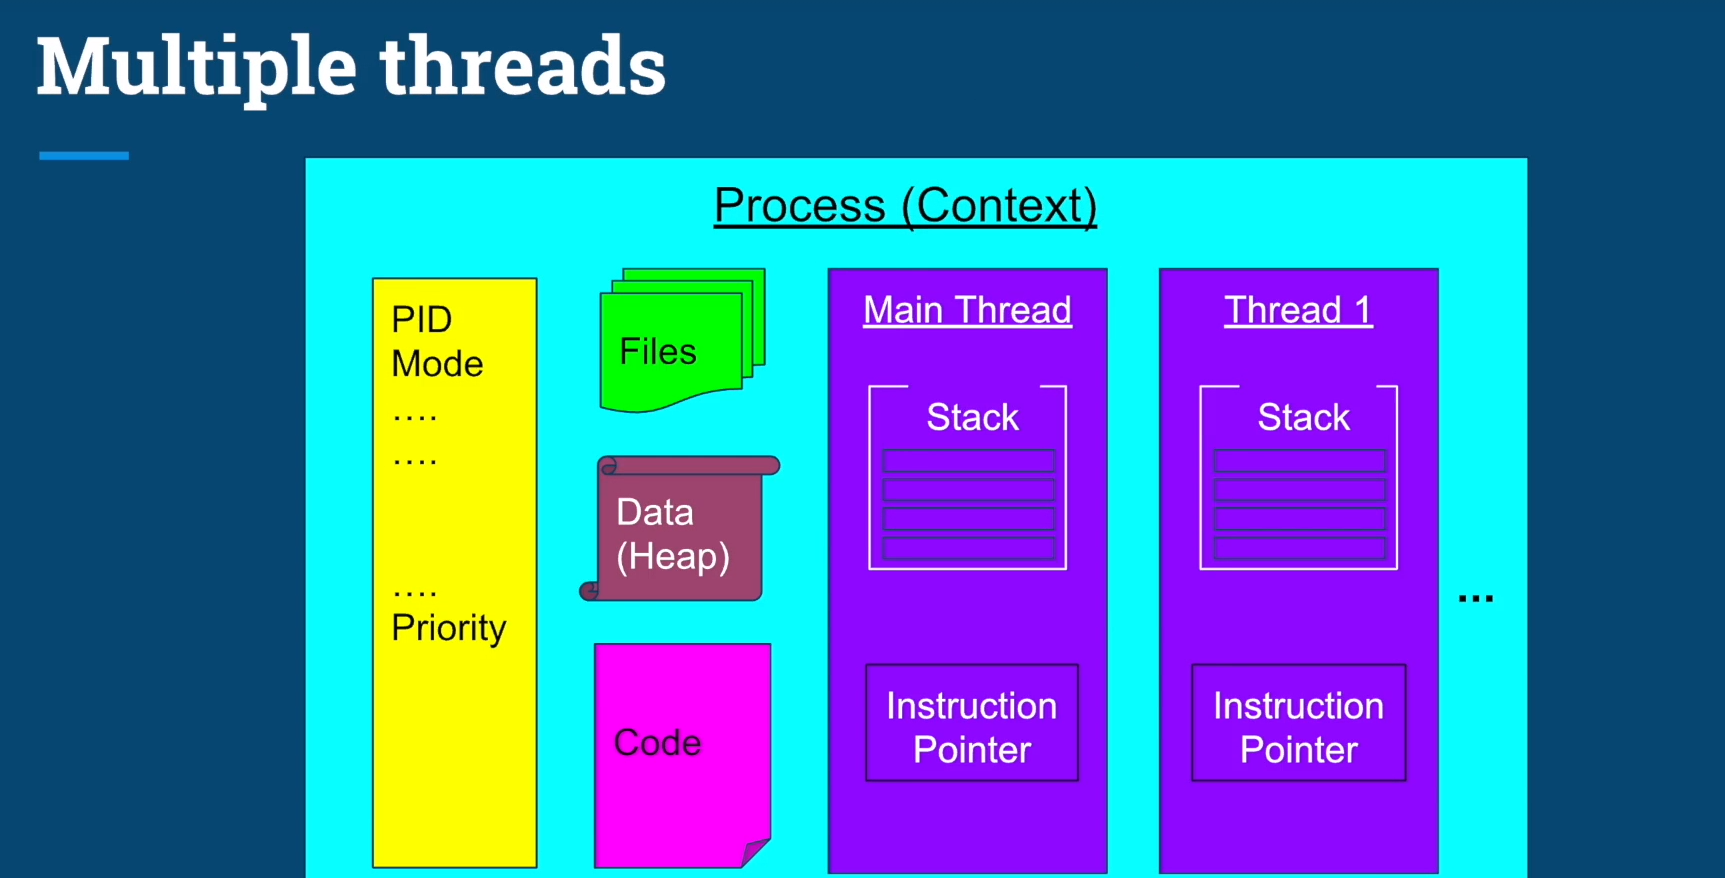 Multiple threads
Process (Context)
PID
Mode
....
....
....
Priority
Files
Data
(Heap)
Code
Main Thread
Stack
Instruction
Pointer
Thread 1
Stack
Instruction
Pointer
...